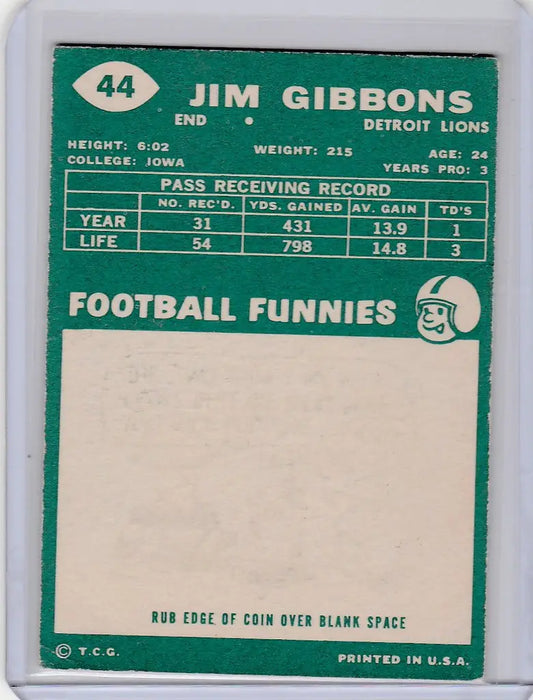 44
JIM GIBBONS
END • DETROIT LIONS
HEIGHT: 6:02 WEIGHT: 215 AGE: 24
COLLEGE: IOWA YEARS PRO: 3
PASS RECEIVING RECORD
NO. REC'D. YDS. GAINED AV. GAIN TD'S
YEAR 31 431 13.9 1
LIFE 54 798 14.8 3
FOOTBALL FUNNIES
RUB EDGE OF COIN OVER BLANK SPACE
© T.C.G. PRINTED IN U.S.A.